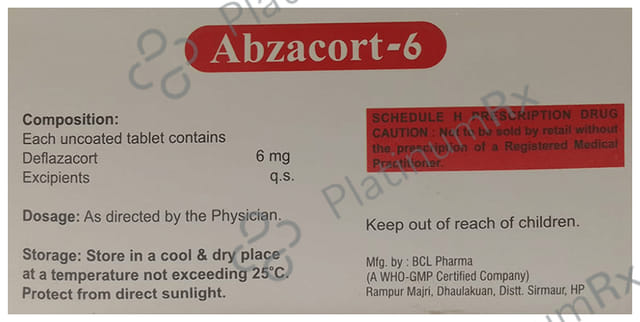 Abzacort-6
Composition:
Each uncoated tablet contains
Deflazacort 6 mg
Excipients q.s.
Dosage: As directed by the Physician.
Storage: Store in a cool & dry place
at a temperature not exceeding 25°C.
Protect from direct sunlight.
SCHEDULE H PRESCRIPTION DRUG
CAUTION : Not to be sold by retail without
the prescription of a Registered Medical
Practitioner.
Keep out of reach of children.
Mfg. by : BCL Pharma
(A WHO-GMP Certified Company)
Rampur Majri, Dhaulakuan, Distt. Sirmaur, HP
PlatinumRx
PlatinumRx